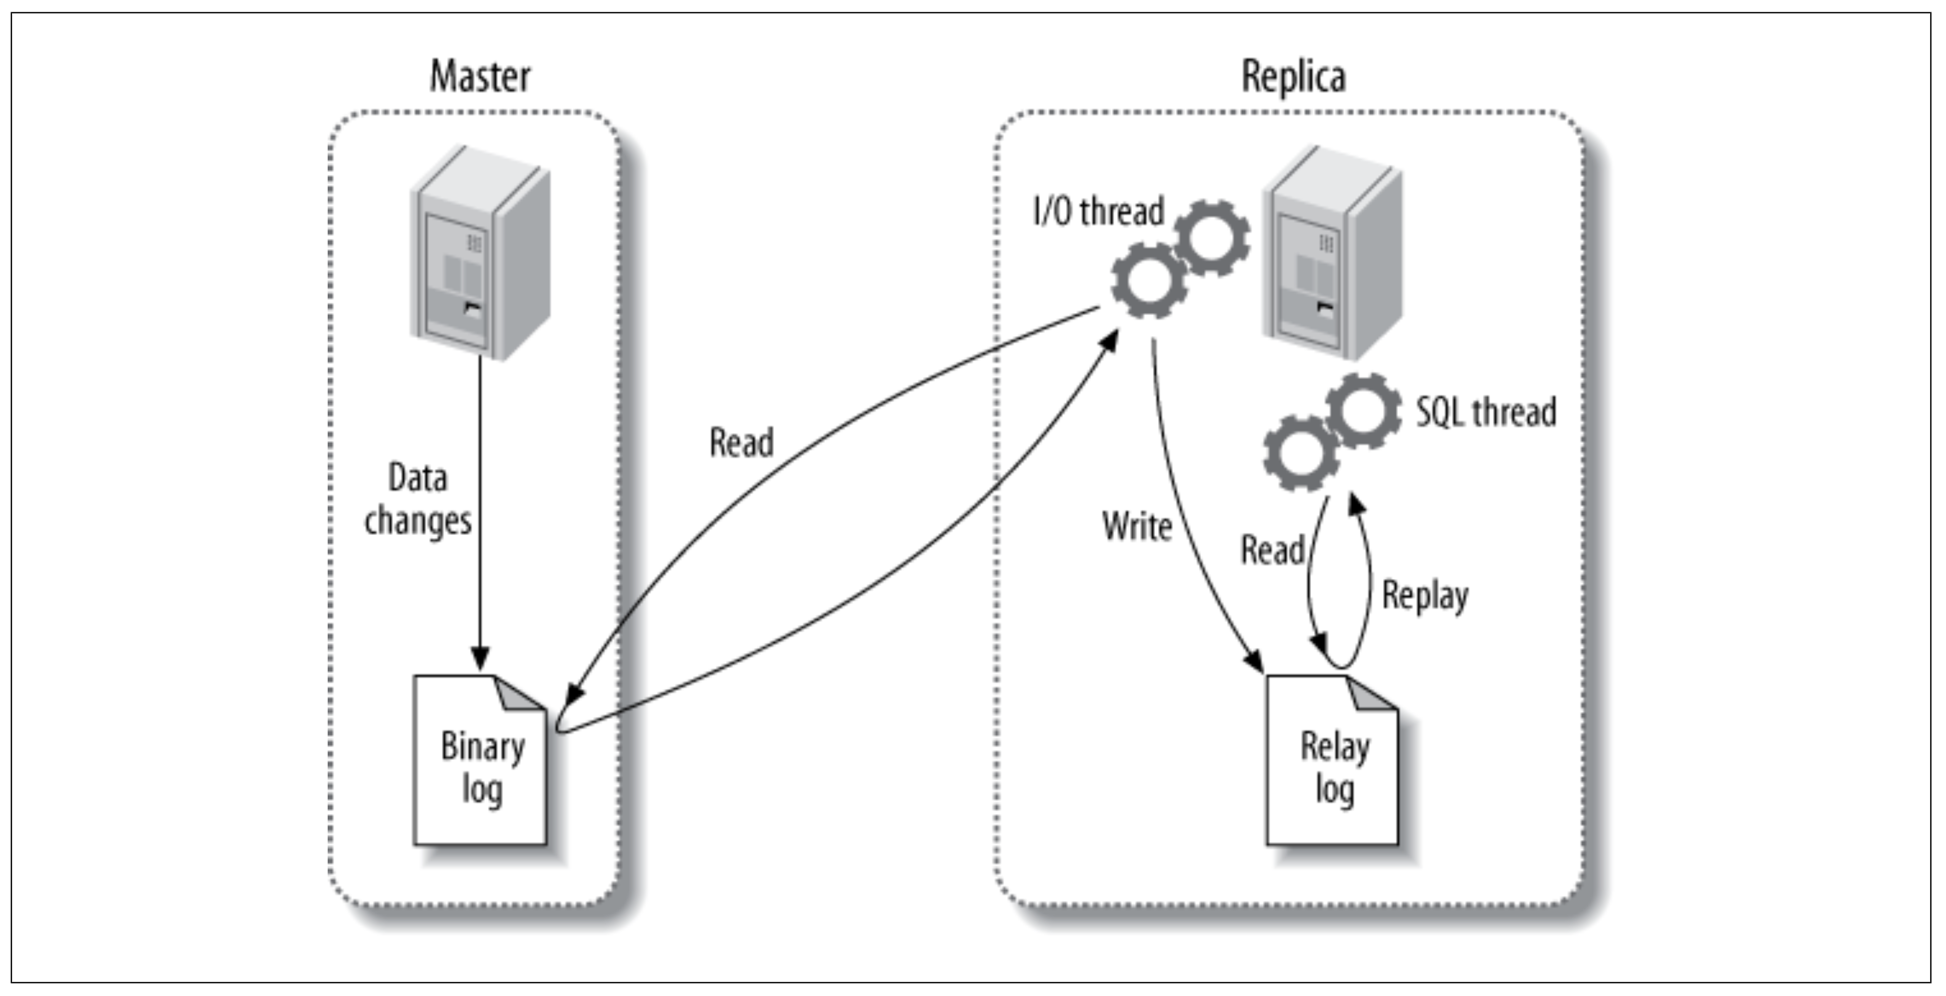 Master
Replica
I/O thread
SQL thread
Read
Data
changes
Write
Read
Replay
Binary
log
Relay
log